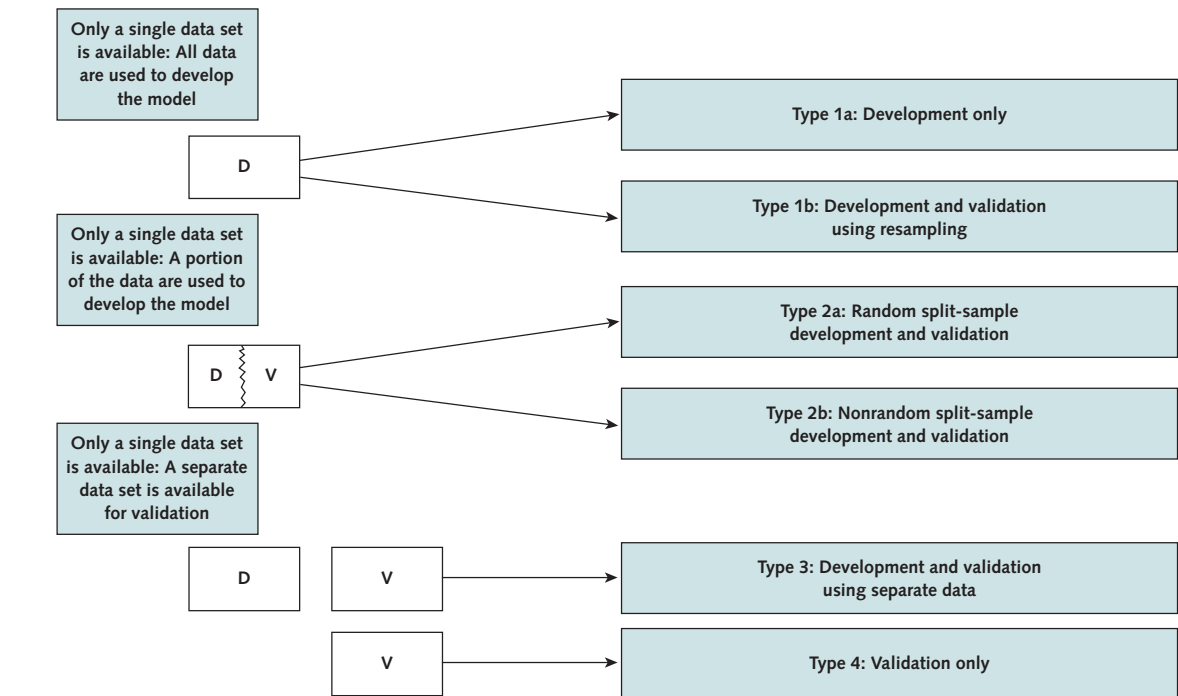 Only a single data set
is available: All data
are used to develop
the model
Type 1a: Development only
D
Type 1b: Development and validation
using resampling
Only a single data set
is available: A portion
of the data are used to
develop the model
Type 2a: Random split-sample
development and validation
D V
Type 2b: Nonrandom split-sample
development and validation
Only a single data set
is available: A separate
data set is available
for validation
D V
Type 3: Development and validation
using separate data
V
Type 4: Validation only